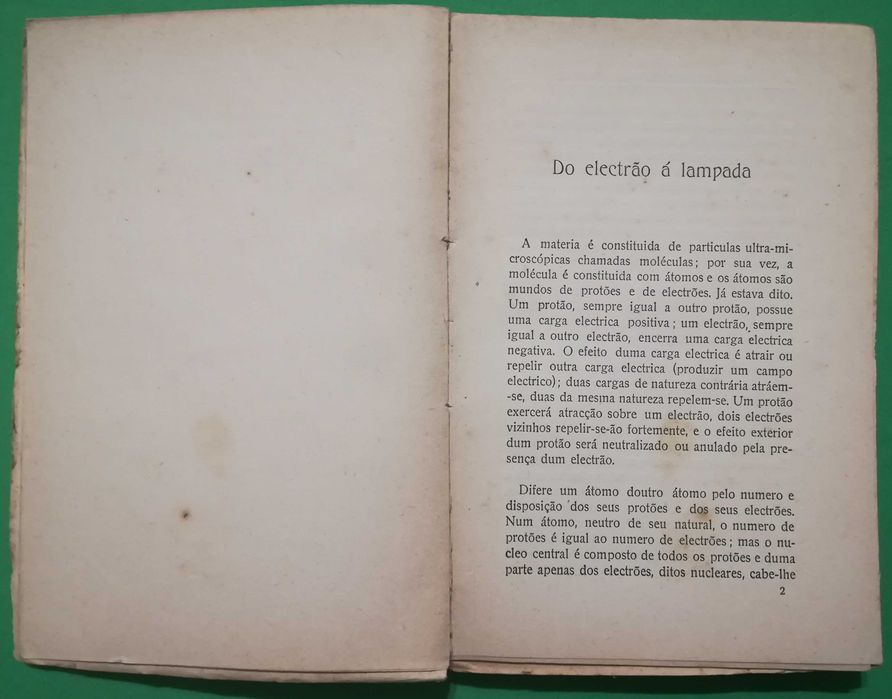 Do electrão á lampada
A materia é constituida de particulas ultra-mi-
croscópicas chamadas moléculas; por sua vez, a
molécula é constituida com átomos e os átomos são
mundos de protões e de electrões. Já estava dito.
Um protão, sempre igual a outro protão, possue
uma carga electrica positiva; um electrão, sempre
igual a outro electrão, encerra uma carga electrica
negativa. O efeito duma carga electrica é atrair ou
repelir outra carga electrica (produzir um campo
electrico); duas cargas de natureza contrária atráem-
-se, duas da mesma natureza repelem-se. Um protão
exercerá atracção sobre um electrão, dois electrões
vizinhos repelir-se-ão fortemente, e o efeito exterior
dum protão será neutralizado ou anulado pela pre-
sença dum electrão.
Difere um átomo doutro átomo pelo numero e
disposição dos seus protões e dos seus electrões.
Num átomo, neutro de seu natural, o numero de
protões é igual ao numero de electrões; mas o nu-
cleo central é composto de todos os protões e duma
parte apenas dos electrões, ditos nucleares, cabe-lhe
2